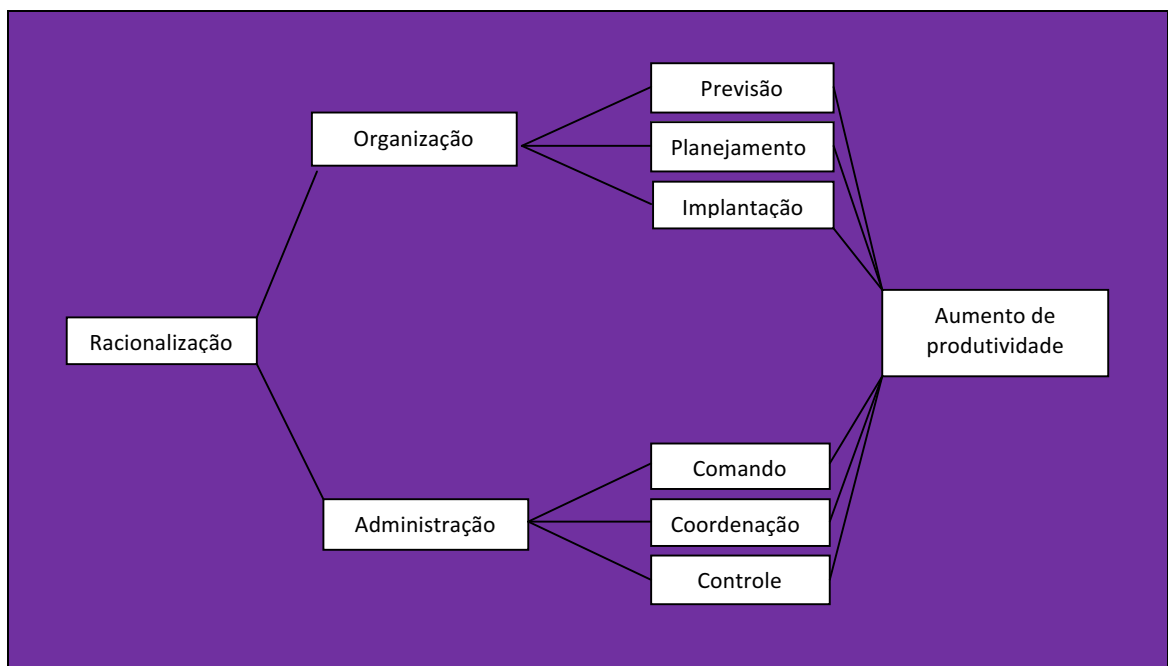 Previsão
Organização
Planejamento
Implantação
Racionalização
Aumento de
produtividade
Comando
Administração
Coordenação
Controle